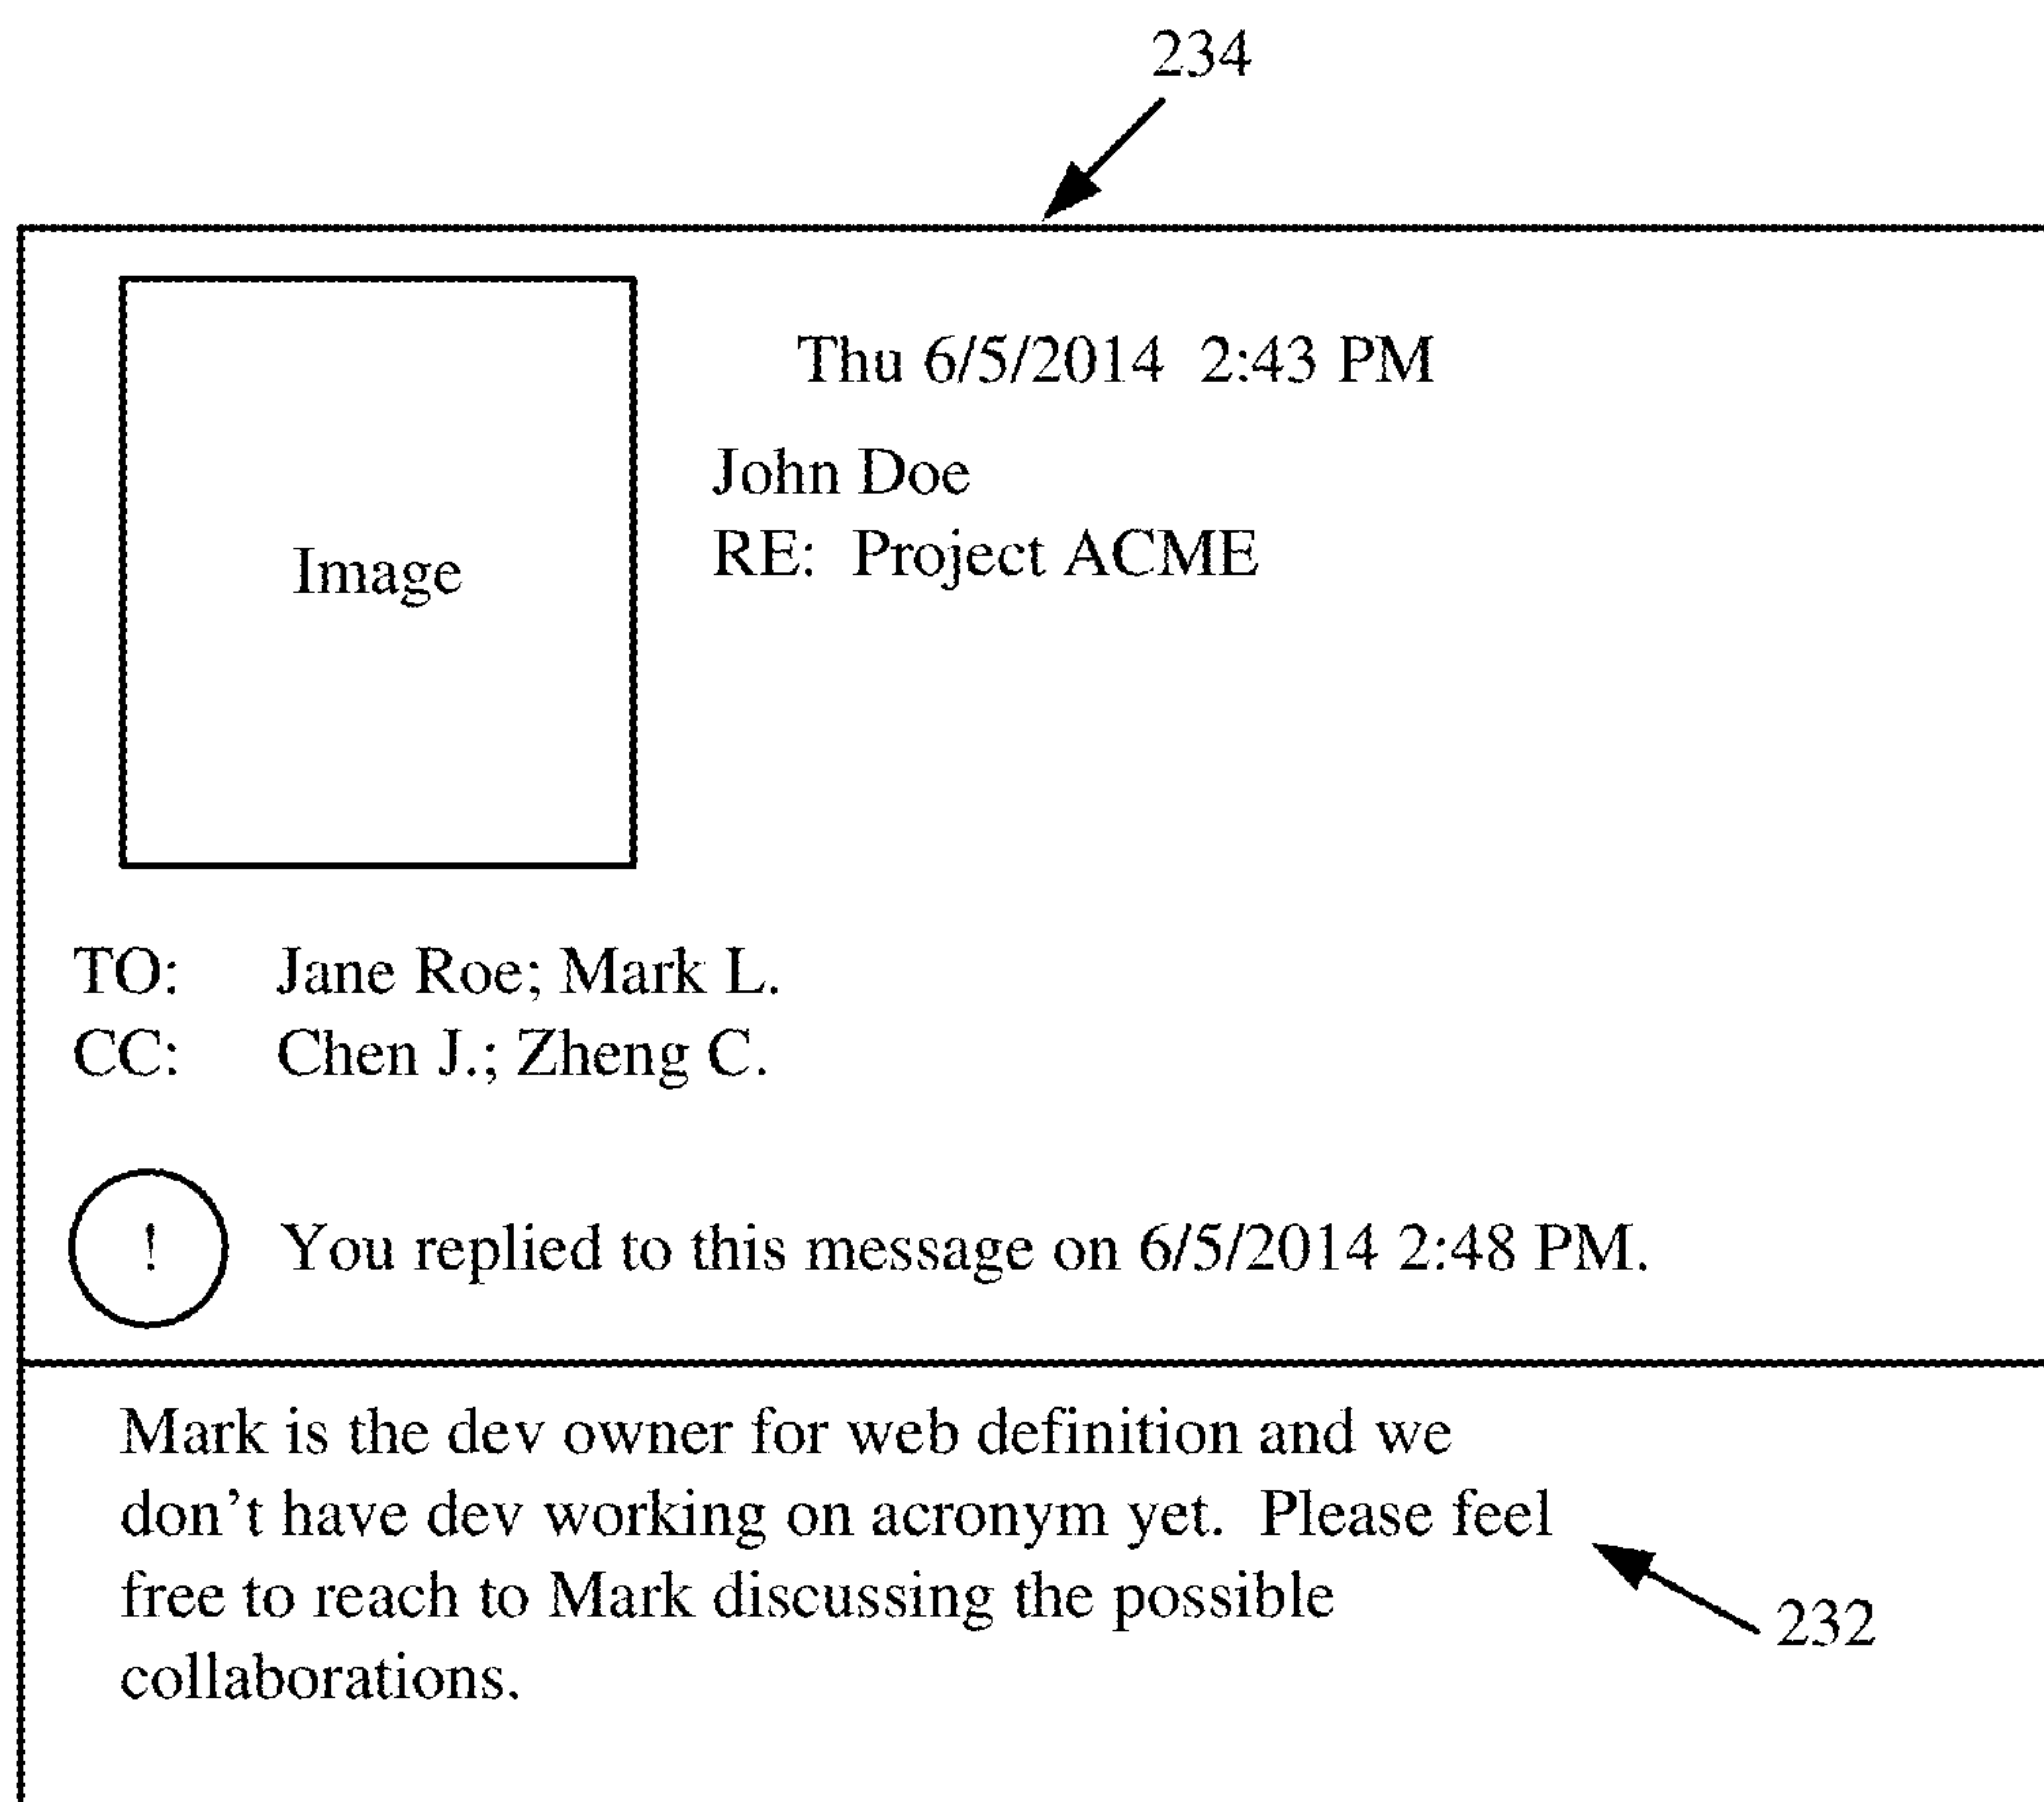 234
Thu 6/5/2014 2:43 PM
John Doe
RE: Project ACME
Image
TO: Jane Roe; Mark L.
CC: Chen J.; Zheng C.
! You replied to this message on 6/5/2014 2:48 PM.
Mark is the dev owner for web definition and we
don't have dev working on acronym yet. Please feel
free to reach to Mark discussing the possible
collaborations.
232